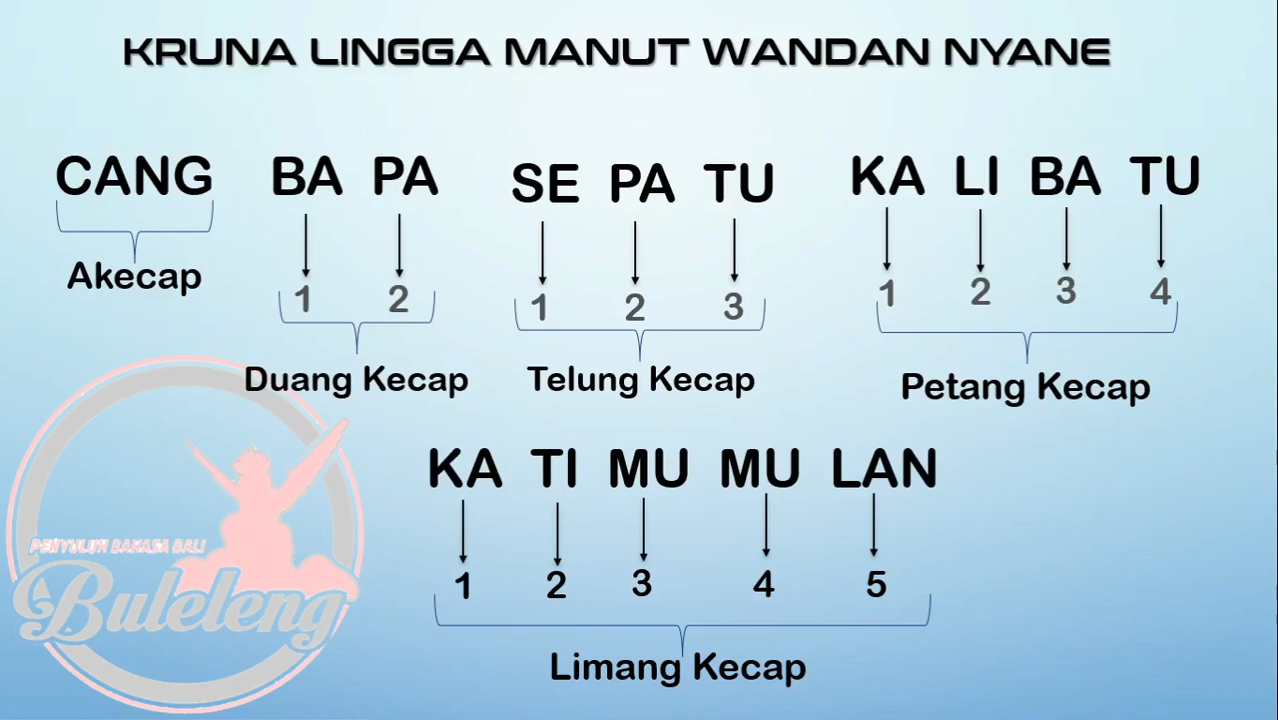 KRUNA LINGGA MANUT WANDAN NYANE
CANG
Akecap
BA PA
1 2
Duang Kecap
SE PA TU
1 2 3
Telung Kecap
KA LI BA TU
1 2 3 4
Petang Kecap
KA TI MU MU LAN
1 2 3 4 5
Limang Kecap
PENYULUH BAHASA BALI
Buleleng